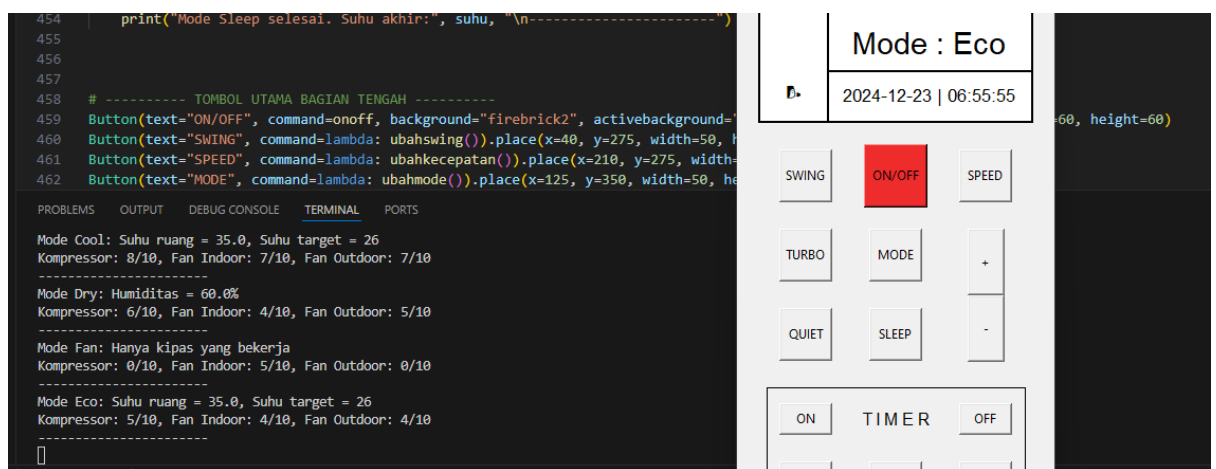 454 print("Mode Sleep selesai. Suhu akhir:", suhu, "\n-----------------------")
455
456
457
458 # ---------- TOMBOL UTAMA BAGIAN TENGAH ----------
459 Button(text="ON/OFF", command=onoff, background="firebrick2", activebackground="
460 Button(text="SWING", command=lambda: ubahswing()).place(x=40, y=275, width=50, h
461 Button(text="SPEED", command=lambda: ubahkecepatan()).place(x=210, y=275, width=
462 Button(text="MODE", command=lambda: ubahmode()).place(x=125, y=350, width=50, he
=60, height=60)
PROBLEMS OUTPUT DEBUG CONSOLE TERMINAL PORTS
Mode Cool: Suhu ruang = 35.0, Suhu target = 26
Kompressor: 8/10, Fan Indoor: 7/10, Fan Outdoor: 7/10
-----------------------
Mode Dry: Humiditas = 60.0%
Kompressor: 6/10, Fan Indoor: 4/10, Fan Outdoor: 5/10
-----------------------
Mode Fan: Hanya kipas yang bekerja
Kompressor: 0/10, Fan Indoor: 5/10, Fan Outdoor: 0/10
-----------------------
Mode Eco: Suhu ruang = 35.0, Suhu target = 26
Kompressor: 5/10, Fan Indoor: 4/10, Fan Outdoor: 4/10
-----------------------
Mode : Eco
2024-12-23 | 06:55:55
SWING ON/OFF SPEED
TURBO MODE +
QUIET SLEEP -
ON TIMER OFF